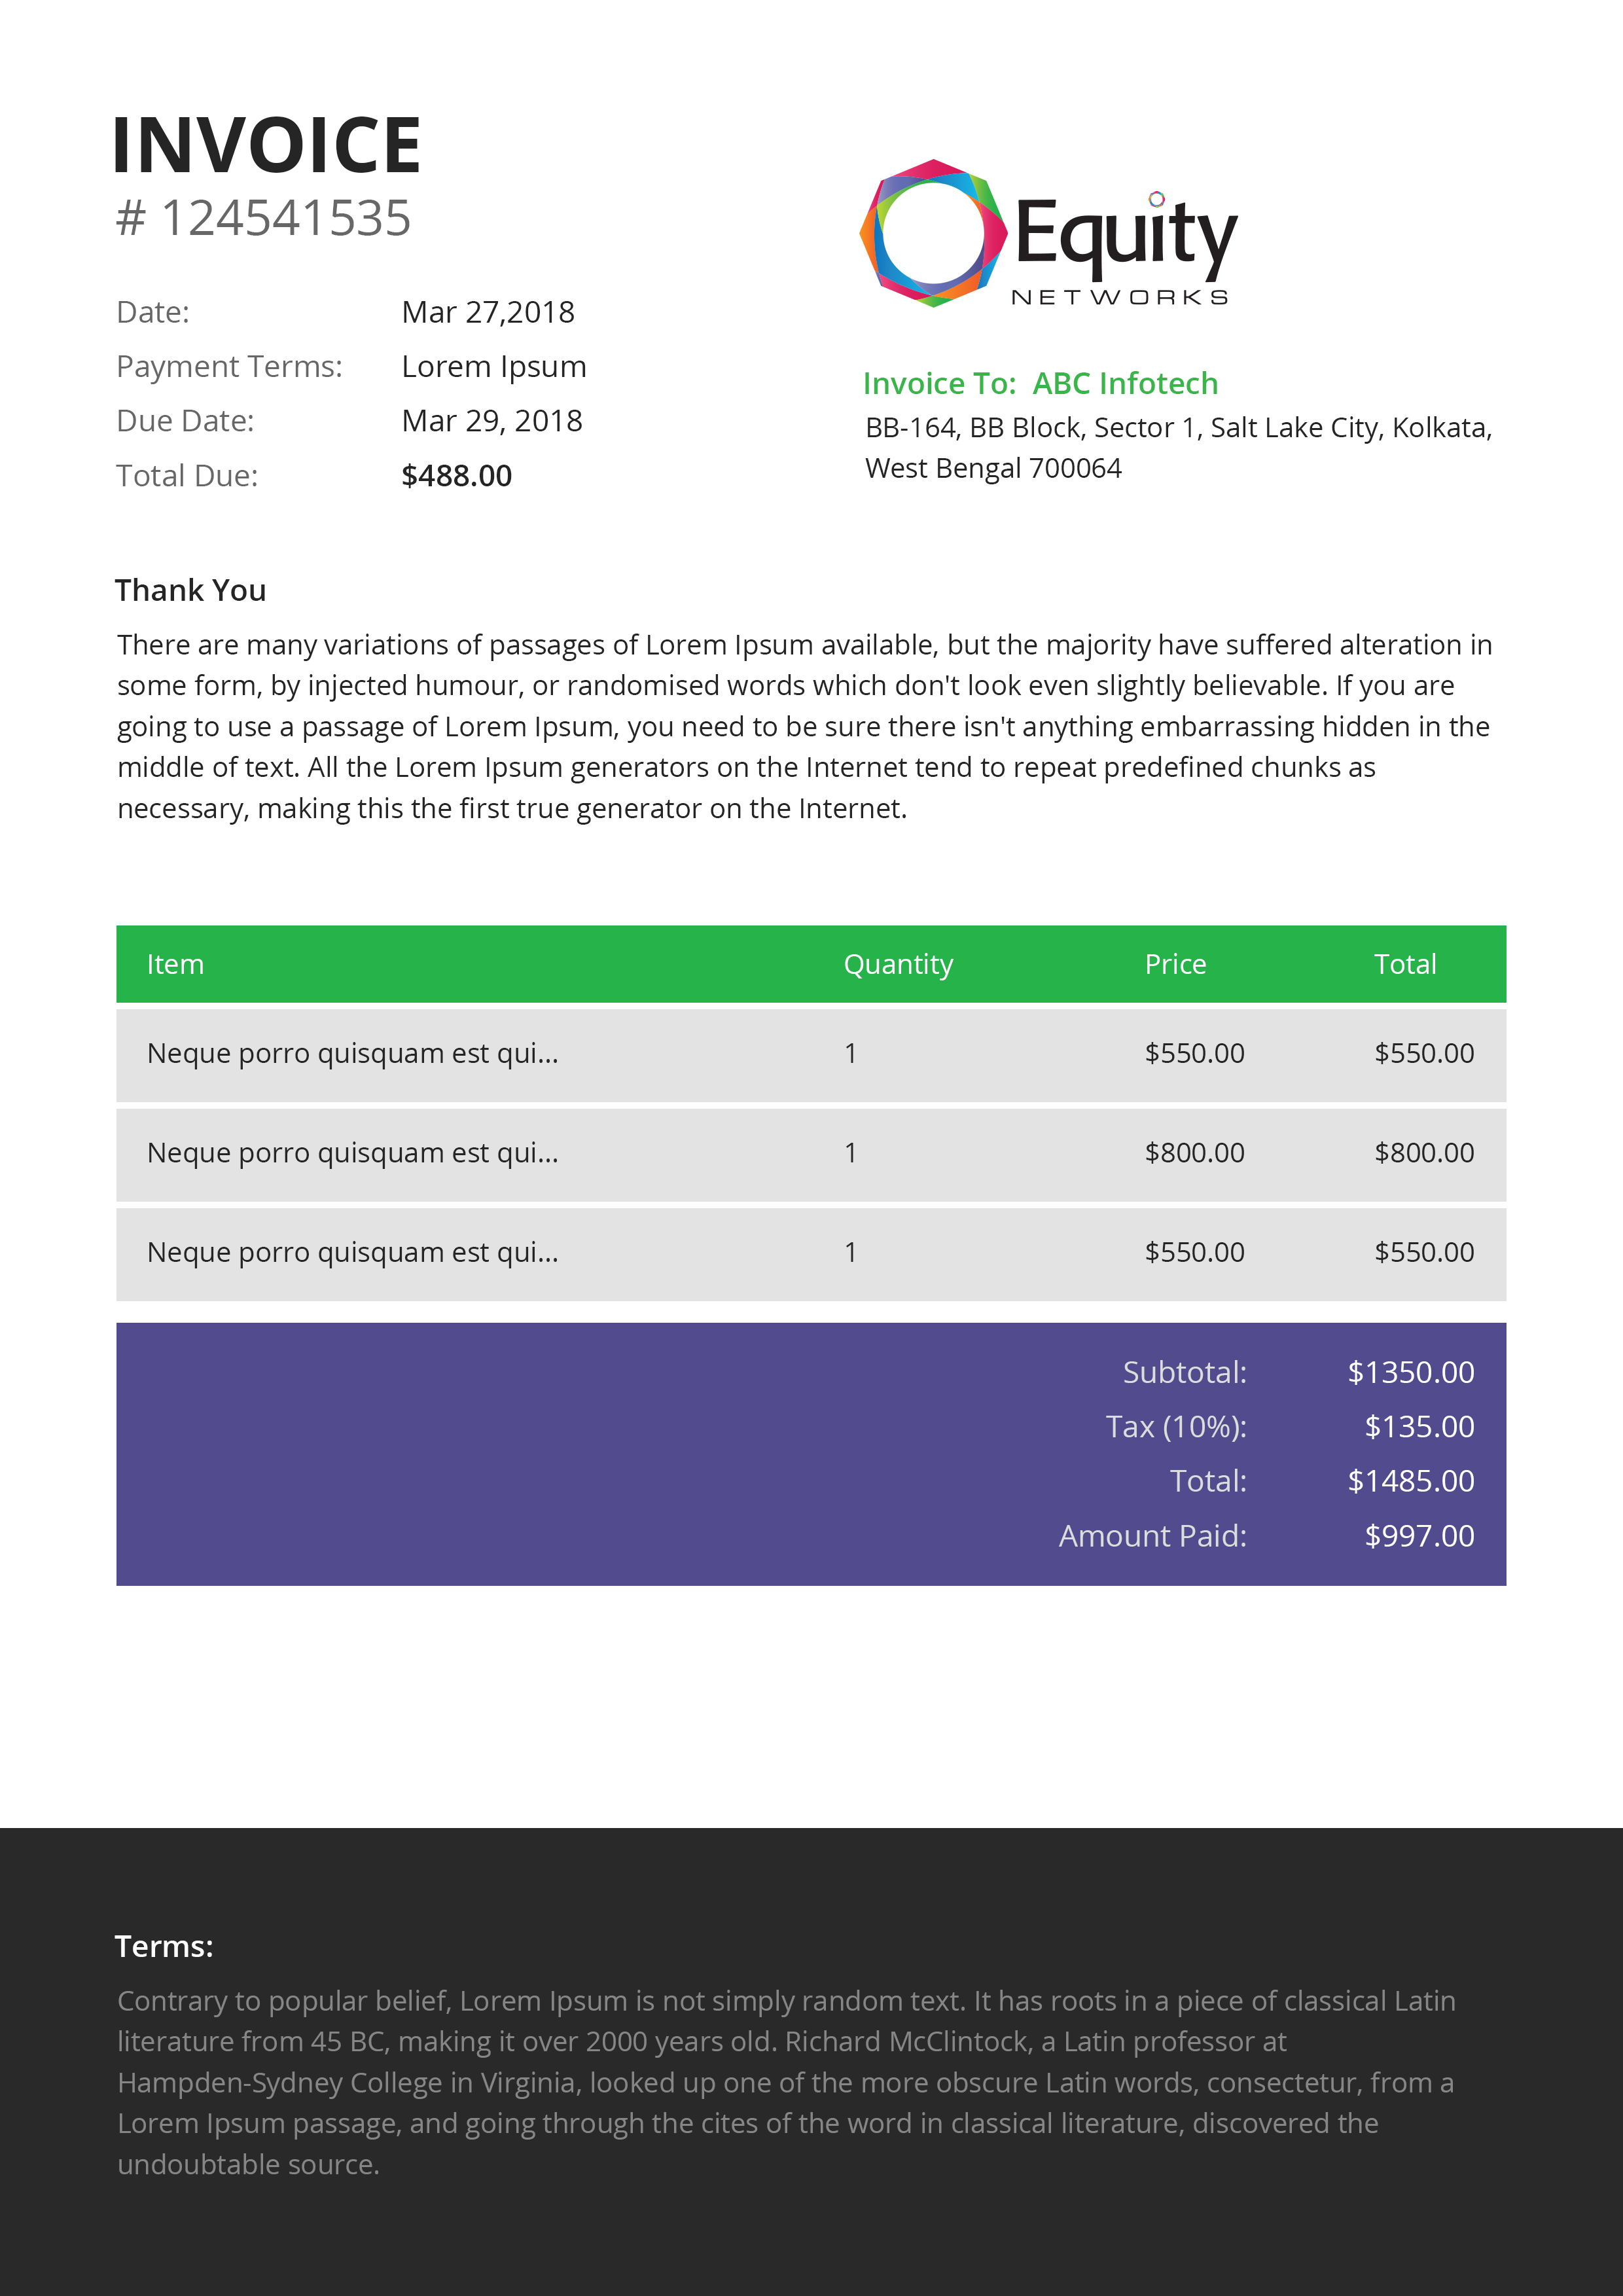 INVOICE
# 124541535
Date: Mar 27,2018
Payment Terms: Lorem Ipsum
Due Date: Mar 29, 2018
Total Due: $488.00
Equity
NETWORKS
Invoice To: ABC Infotech
BB-164, BB Block, Sector 1, Salt Lake City, Kolkata,
West Bengal 700064
Thank You
There are many variations of passages of Lorem Ipsum available, but the majority have suffered alteration in
some form, by injected humour, or randomised words which don't look even slightly believable. If you are
going to use a passage of Lorem Ipsum, you need to be sure there isn't anything embarrassing hidden in the
middle of text. All the Lorem Ipsum generators on the Internet tend to repeat predefined chunks as
necessary, making this the first true generator on the Internet.
Item Quantity Price Total
Neque porro quisquam est qui... 1 $550.00 $550.00
Neque porro quisquam est qui... 1 $800.00 $800.00
Neque porro quisquam est qui... 1 $550.00 $550.00
Subtotal: $1350.00
Tax (10%): $135.00
Total: $1485.00
Amount Paid: $997.00
Terms:
Contrary to popular belief, Lorem Ipsum is not simply random text. It has roots in a piece of classical Latin
literature from 45 BC, making it over 2000 years old. Richard McClintock, a Latin professor at
Hampden-Sydney College in Virginia, looked up one of the more obscure Latin words, consectetur, from a
Lorem Ipsum passage, and going through the cites of the word in classical literature, discovered the
undoubtable source.